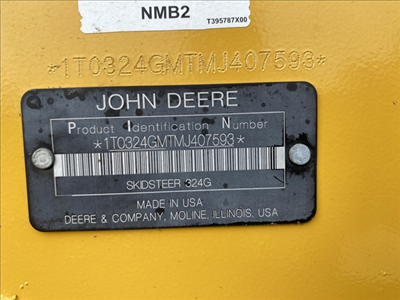 NMB2
T395787X00
*1T0324GMTMJ407593*
JOHN DEERE
Product Identification Number
*1T0324GMTMJ407593*
SKIDSTEER 324G
MADE IN USA
DEERE & COMPANY, MOLINE, ILLINOIS, USA